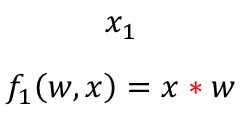 x₁
f₁(w, x) = x * w